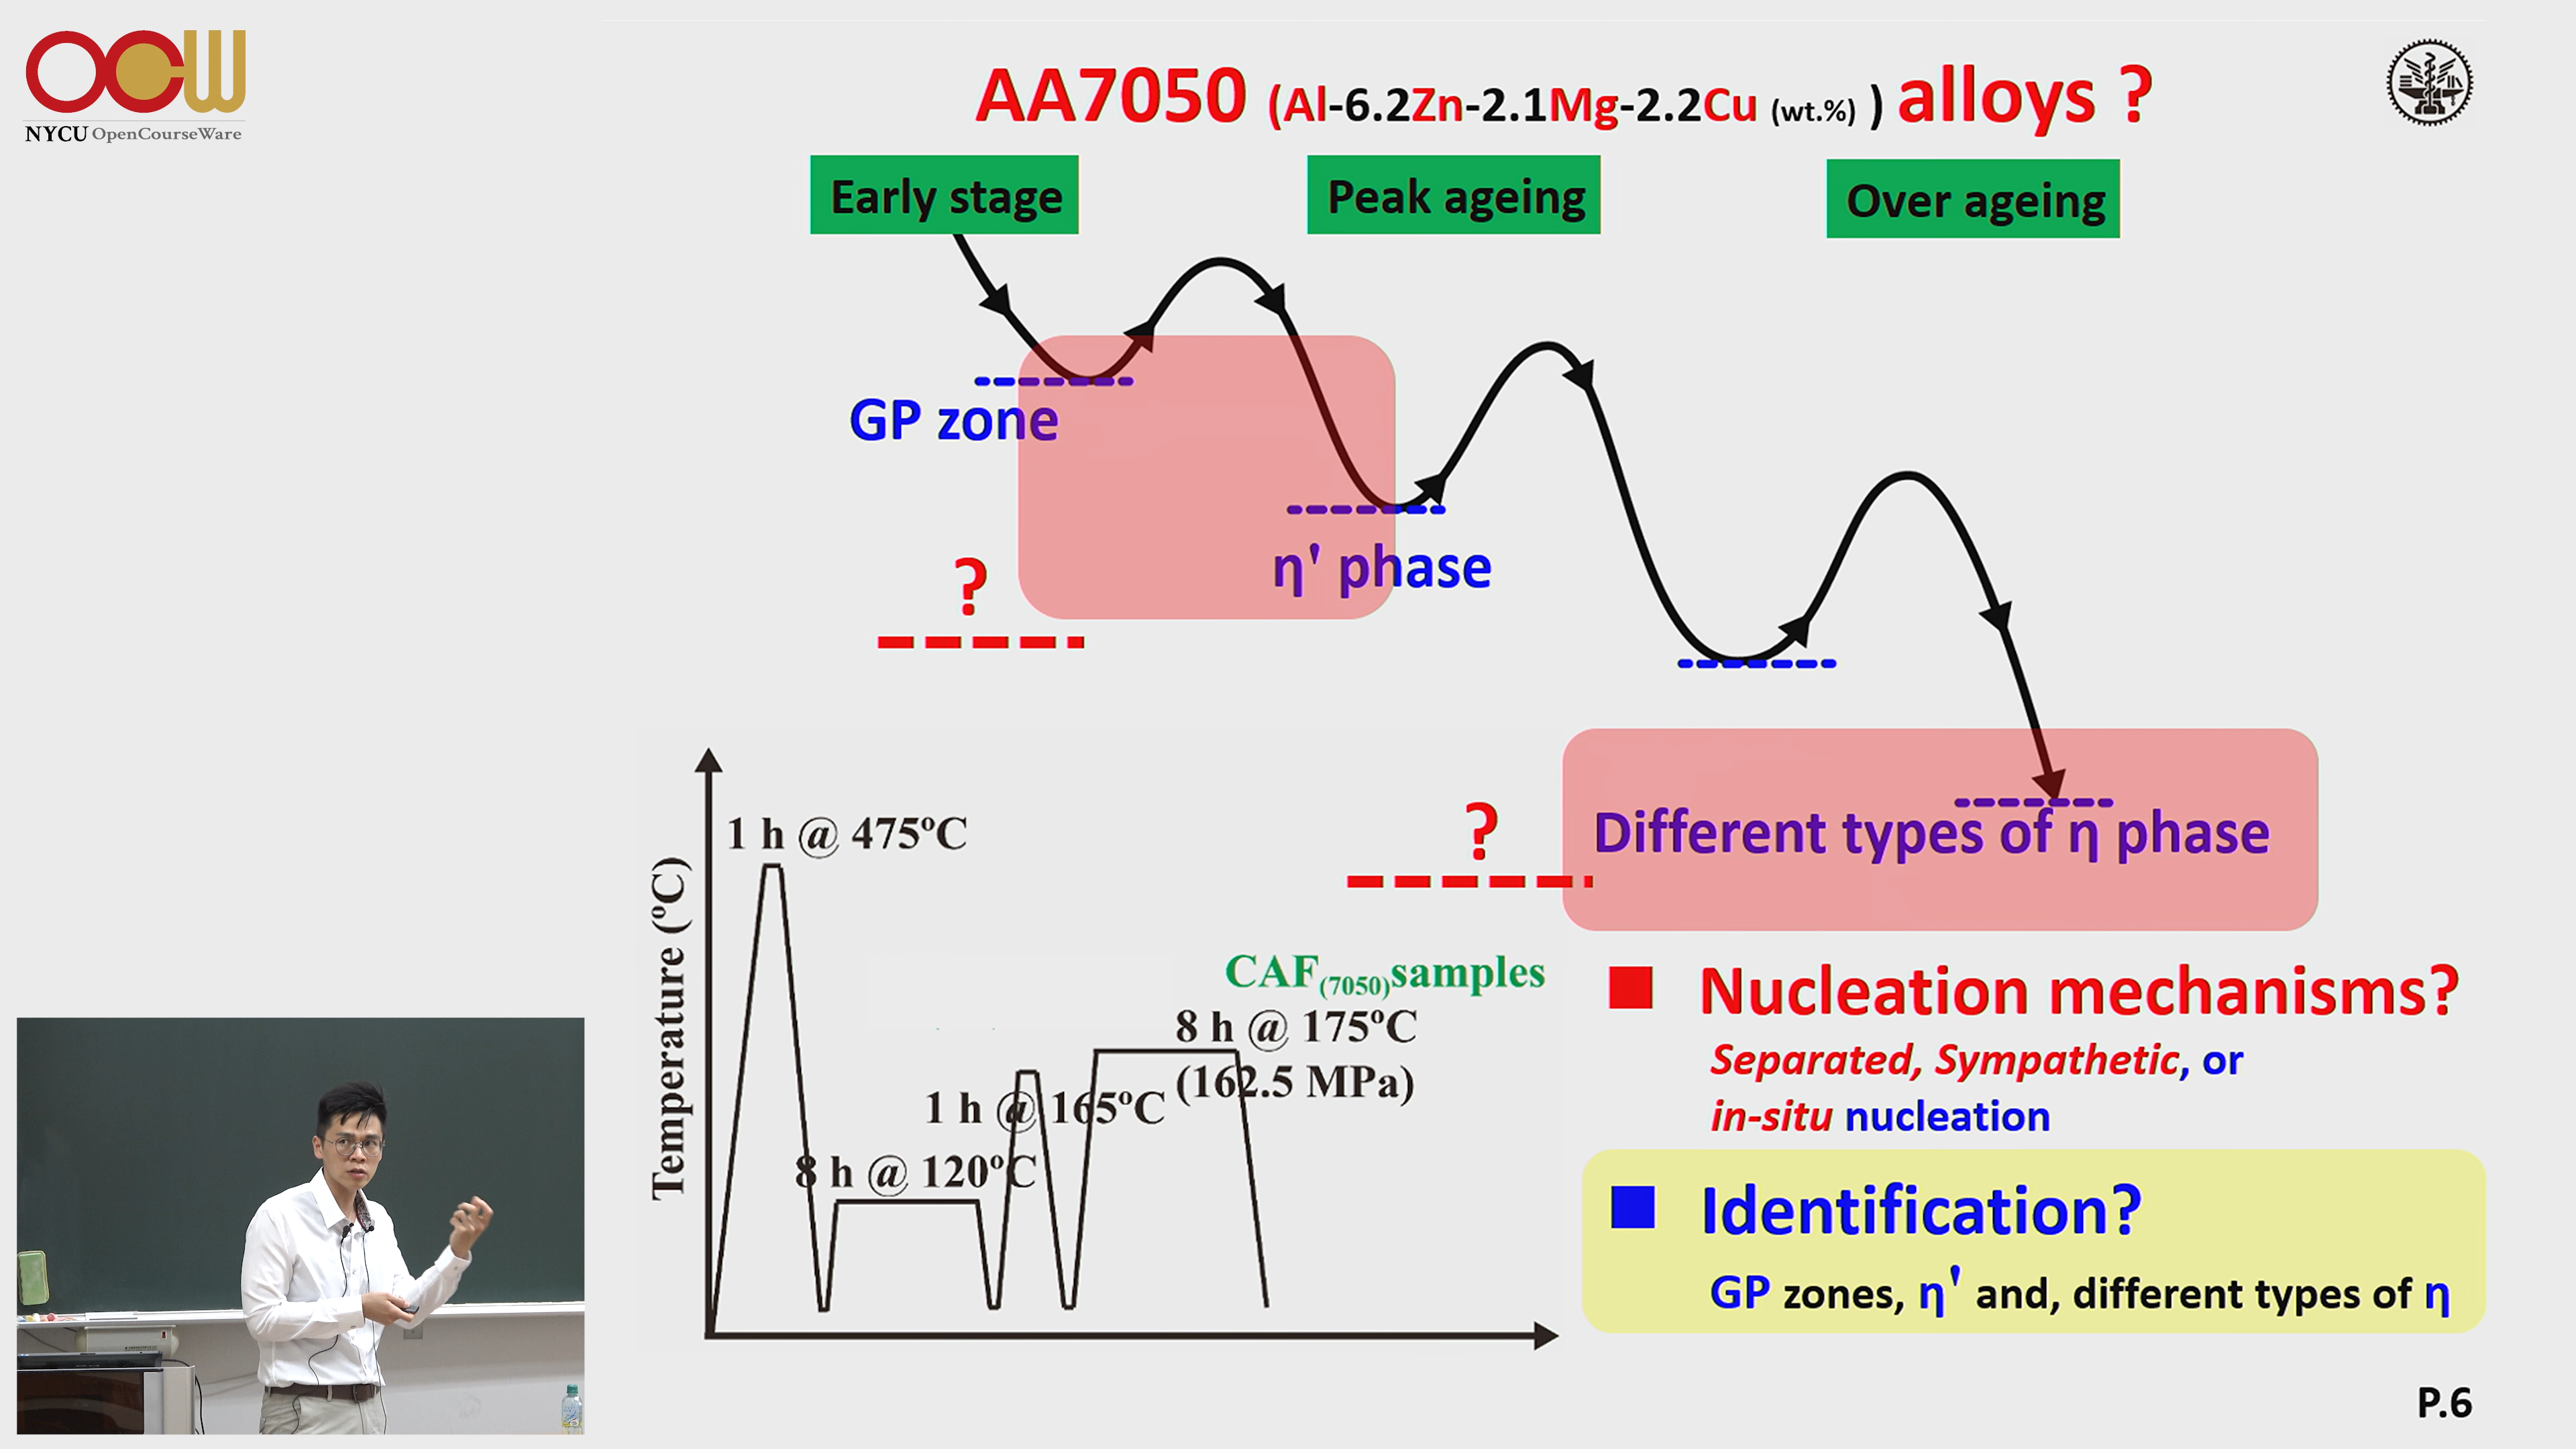 OCW
NYCU OpenCourseWare
AA7050 (Al-6.2Zn-2.1Mg-2.2Cu (wt.%) ) alloys ?
Early stage
Peak ageing
Over ageing
GP zone
?
η' phase
?
Different types of η phase
Temperature (ºC)
1 h @ 475ºC
8 h @ 120ºC
1 h @ 165ºC
CAF(7050)samples
8 h @ 175ºC
(162.5 MPa)
Nucleation mechanisms?
Separated, Sympathetic, or
in-situ nucleation
Identification?
GP zones, η' and, different types of η
P.6